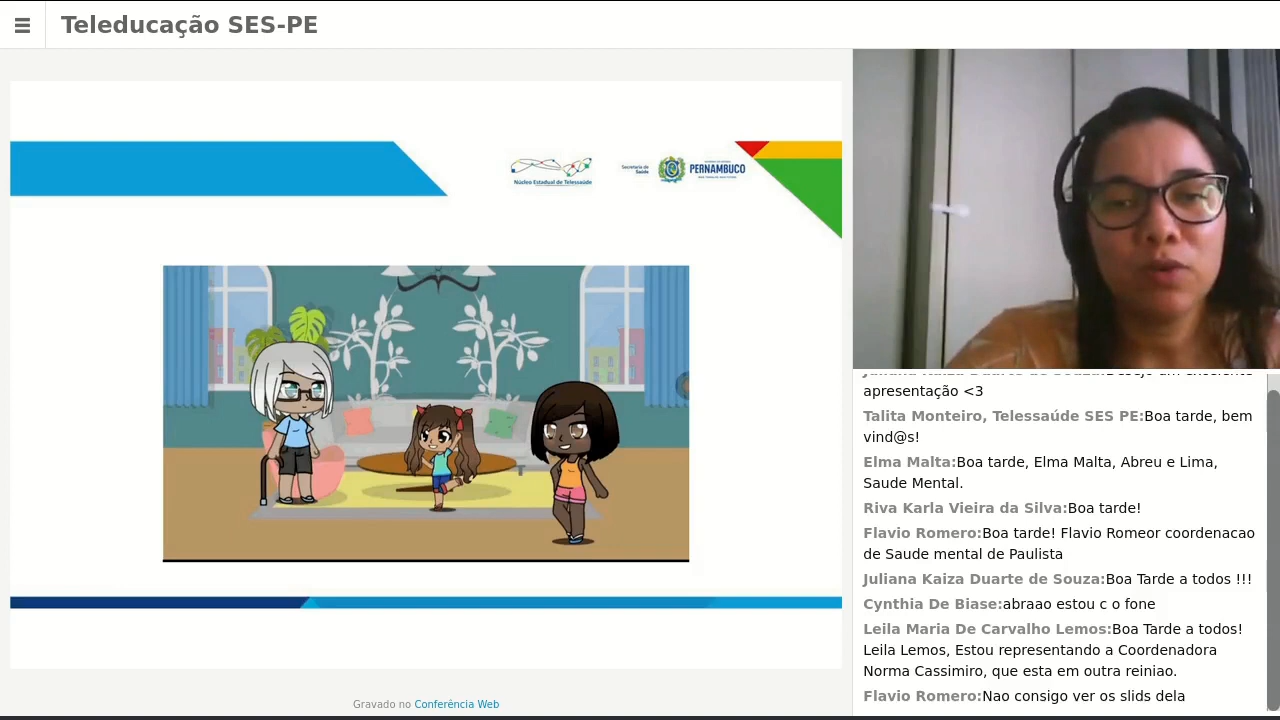 Teleducação SES-PE
Núcleo Estadual de Telessaúde
Secretaria de
Saúde
PERNAMBUCO
apresentação <3
Talita Monteiro, Telessaúde SES PE:Boa tarde, bem
vind@s!
Elma Malta:Boa tarde, Elma Malta, Abreu e Lima,
Saude Mental.
Riva Karla Vieira da Silva:Boa tarde!
Flavio Romero:Boa tarde! Flavio Romeor coordenacao
de Saude mental de Paulista
Juliana Kaiza Duarte de Souza:Boa Tarde a todos !!!
Cynthia De Biase:abraao estou c o fone
Leila Maria De Carvalho Lemos:Boa Tarde a todos!
Leila Lemos, Estou representando a Coordenadora
Norma Cassimiro, que esta em outra reiniao.
Flavio Romero:Nao consigo ver os slids dela
Gravado no Conferência Web